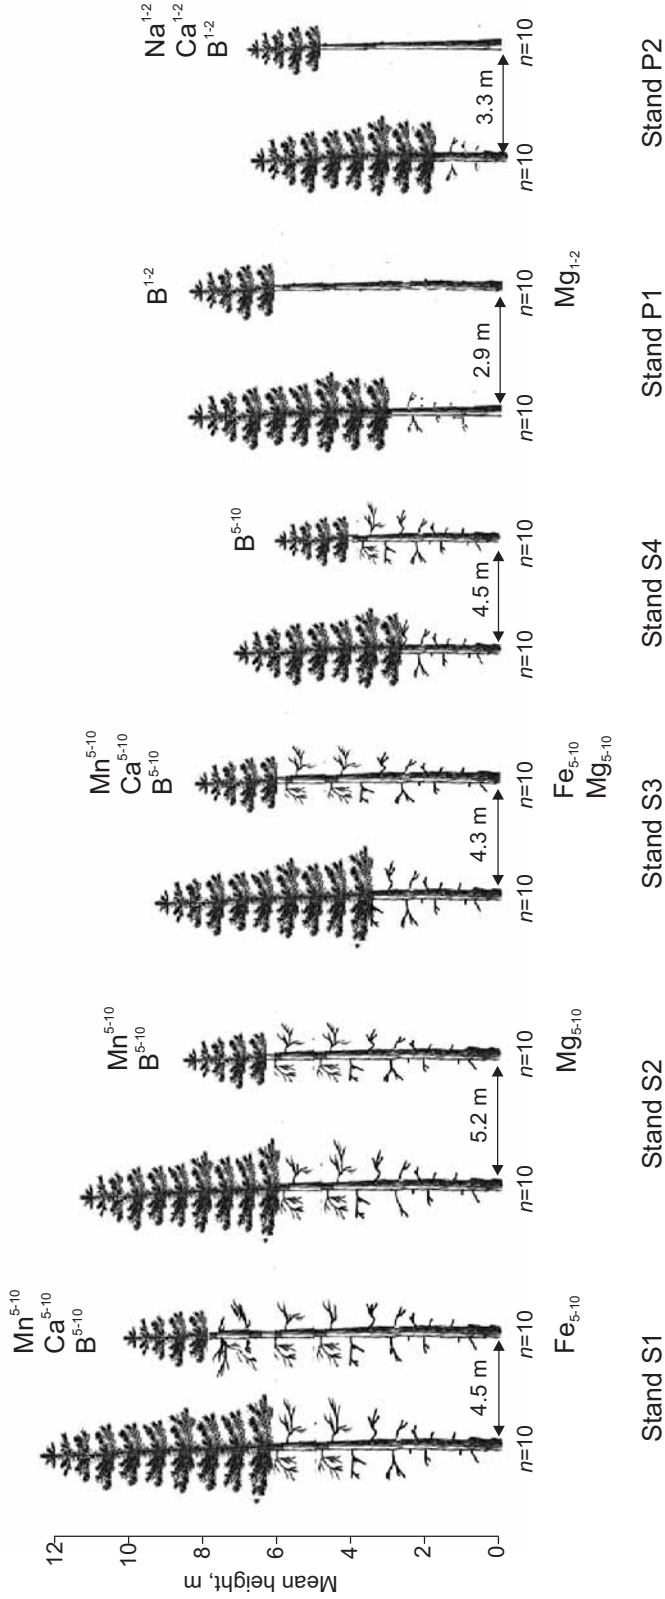 Mean height, m
12
10
8
6
4
2
0
Mn⁵⁻¹⁰
Ca⁵⁻¹⁰
B⁵⁻¹⁰
4.5 m
n=10
n=10
Fe₅₋₁₀
Stand S1
Mn⁵⁻¹⁰
B⁵⁻¹⁰
5.2 m
n=10
n=10
Mg₅₋₁₀
Stand S2
Mn⁵⁻¹⁰
Ca⁵⁻¹⁰
B⁵⁻¹⁰
4.3 m
n=10
n=10
Fe₅₋₁₀
Mg₅₋₁₀
Stand S3
B⁵⁻¹⁰
4.5 m
n=10
n=10
Stand S4
B¹⁻²
2.9 m
n=10
n=10
Mg₁₋₂
Stand P1
Na¹⁻²
Ca¹⁻²
B¹⁻²
3.3 m
n=10
n=10
Stand P2